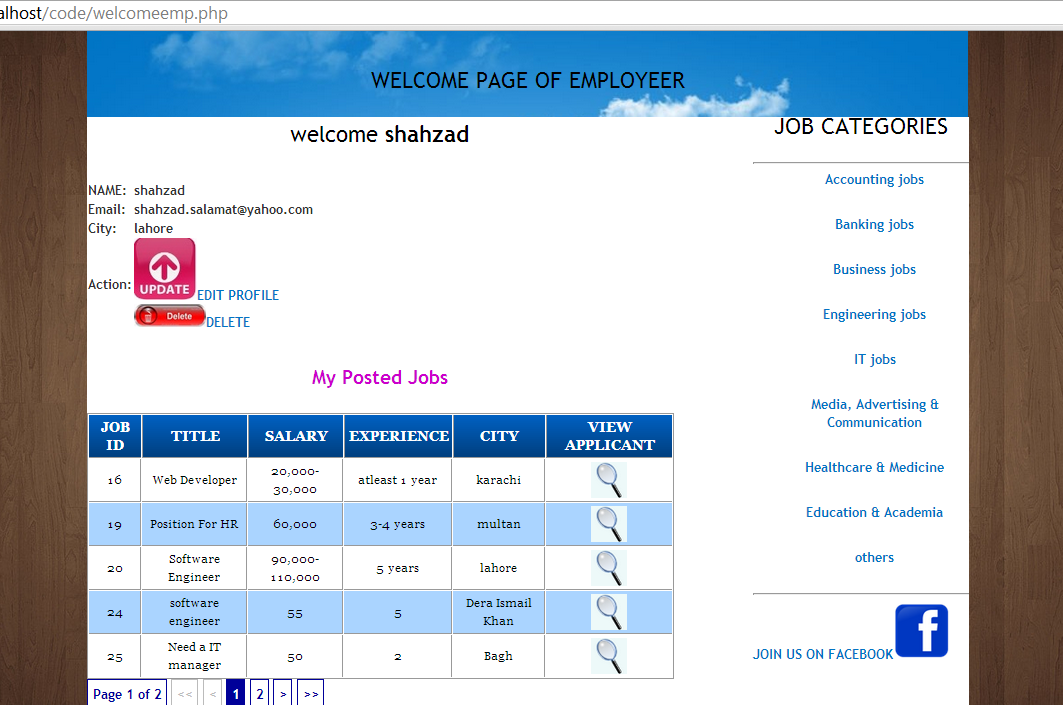 alhost/code/welcomeemp.php
WELCOME PAGE OF EMPLOYEER
welcome shahzad
NAME: shahzad
Email: shahzad.salamat@yahoo.com
City: lahore
Action: UPDATE EDIT PROFILE
Delete DELETE
My Posted Jobs
JOB ID TITLE SALARY EXPERIENCE CITY VIEW APPLICANT
16 Web Developer 20,000-30,000 atleast 1 year karachi
19 Position For HR 60,000 3-4 years multan
20 Software Engineer 90,000-110,000 5 years lahore
24 software engineer 55 5 Dera Ismail Khan
25 Need a IT manager 50 2 Bagh
Page 1 of 2 << < 1 2 > >>
JOB CATEGORIES
Accounting jobs
Banking jobs
Business jobs
Engineering jobs
IT jobs
Media, Advertising &
Communication
Healthcare & Medicine
Education & Academia
others
JOIN US ON FACEBOOK f